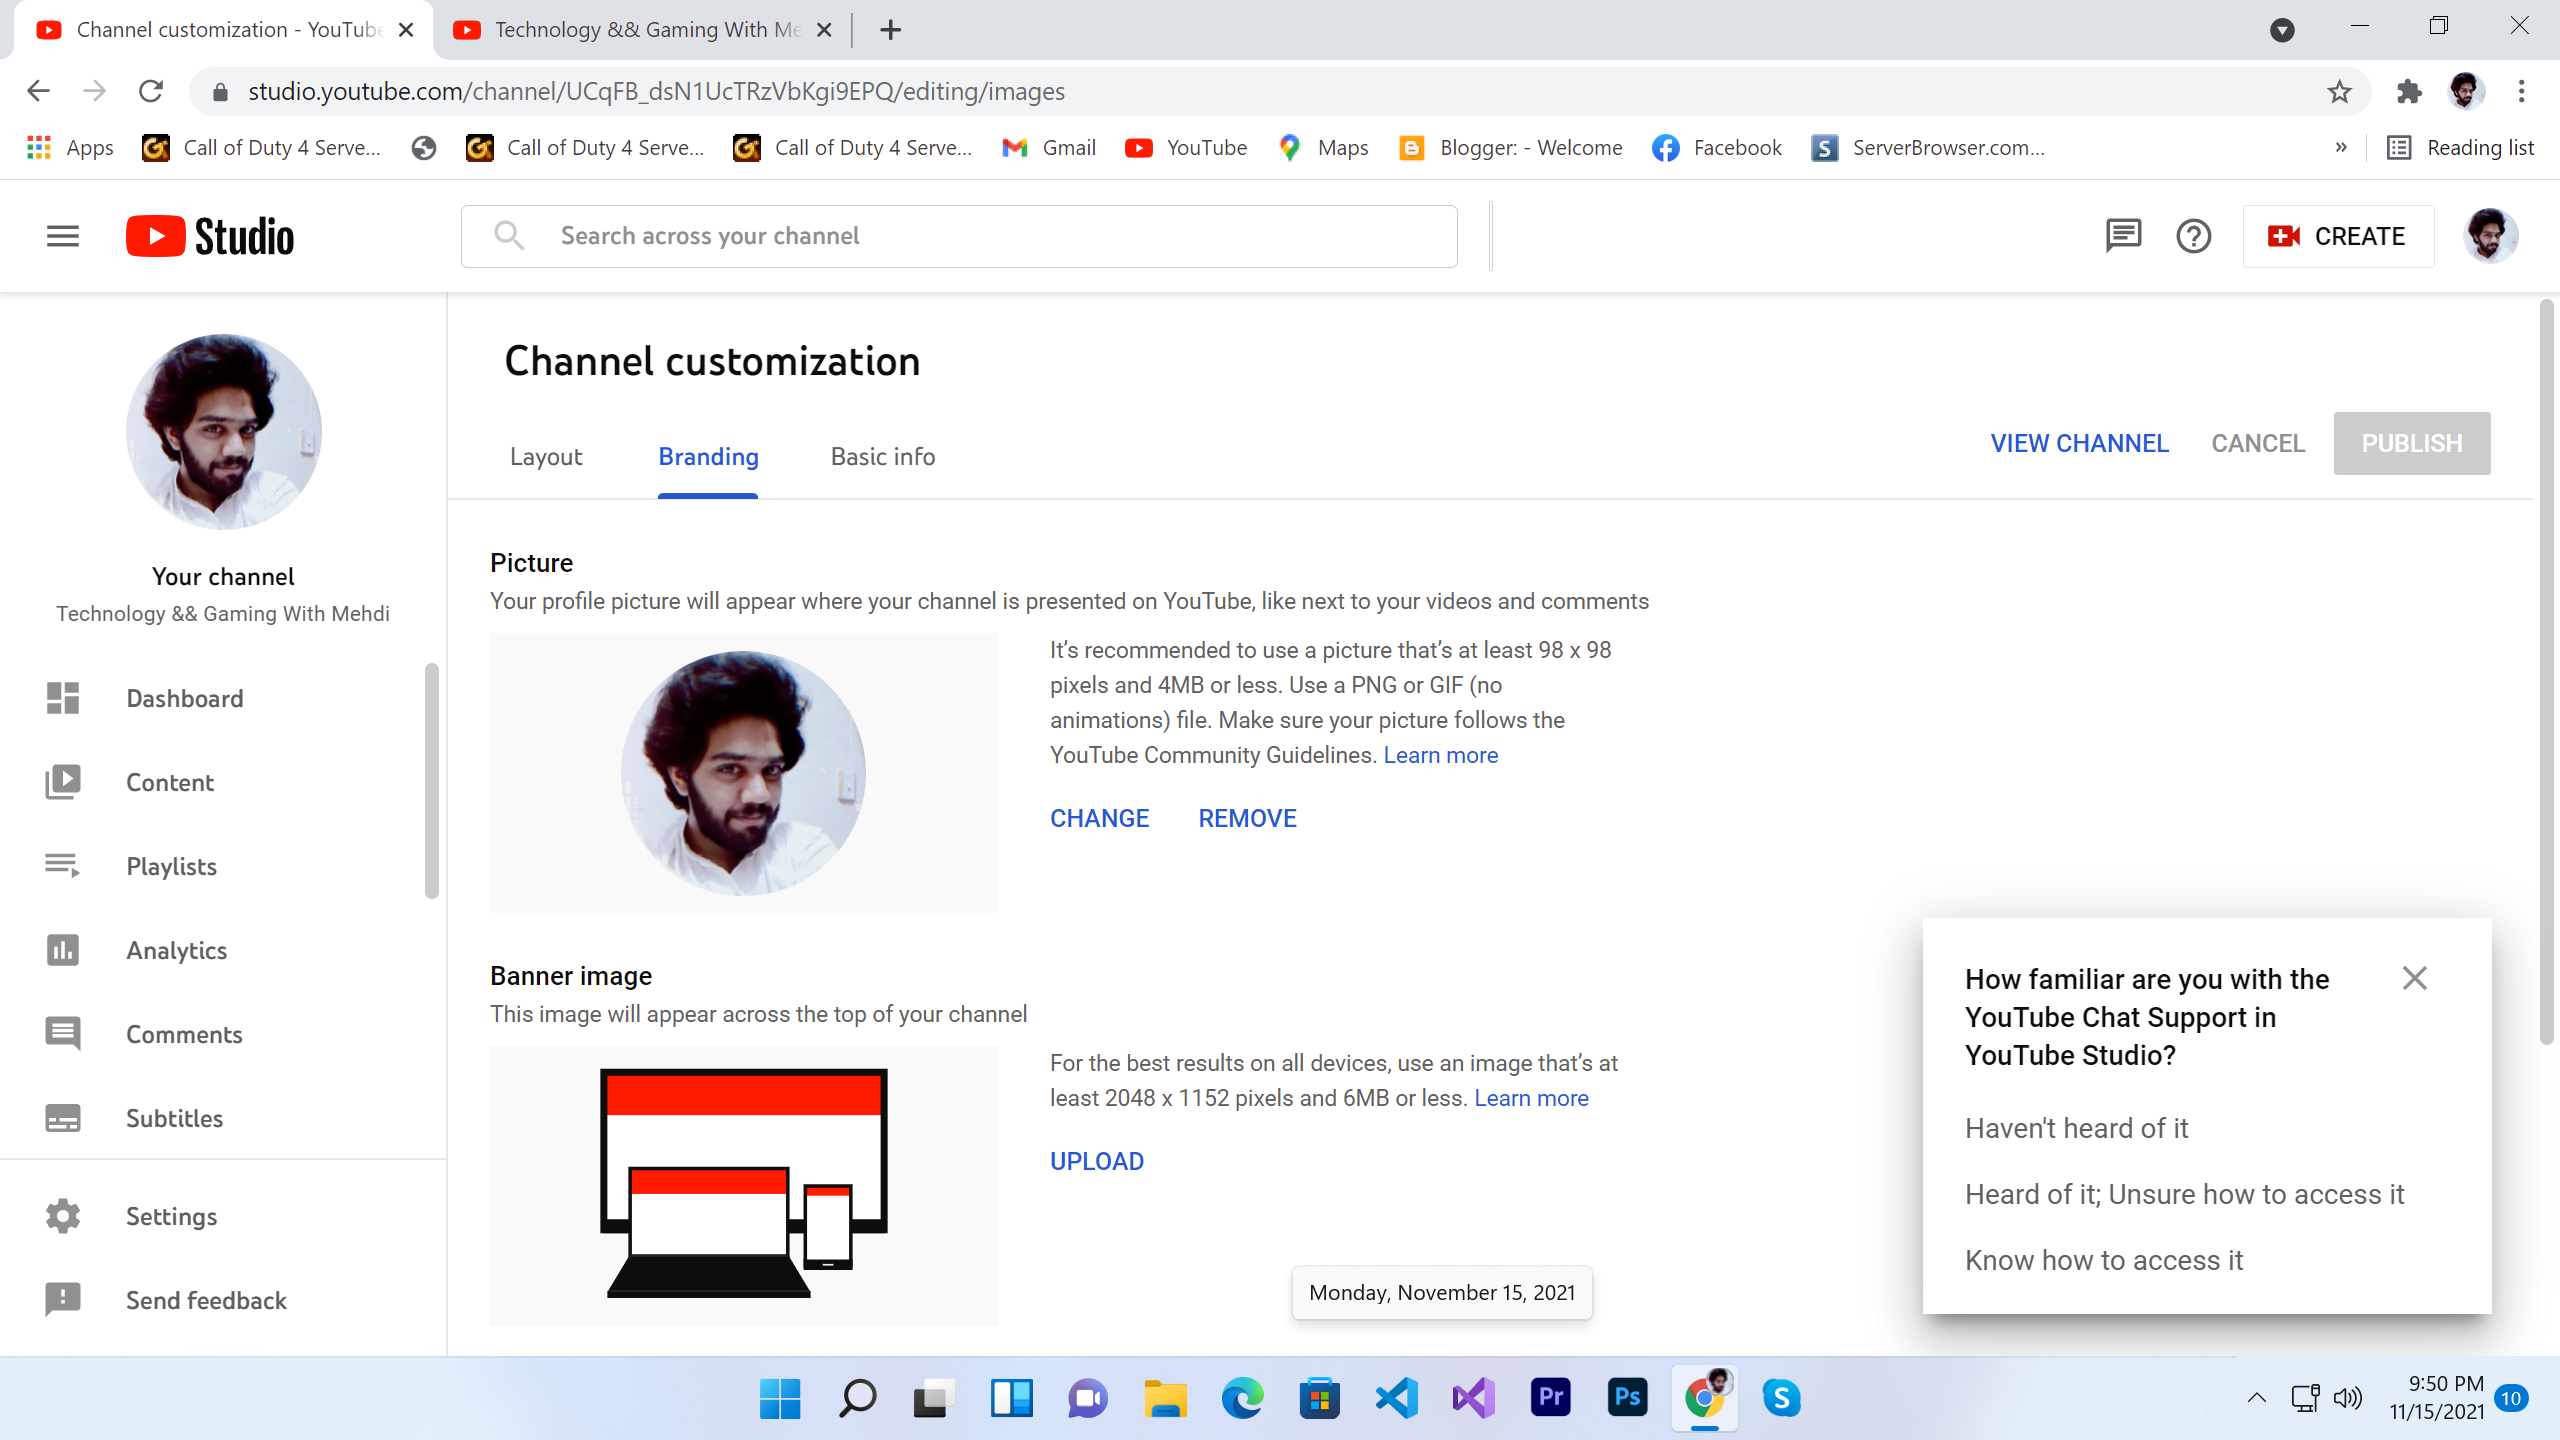 Channel customization - YouTube
Technology && Gaming With Me
studio.youtube.com/channel/UCqFB_dsN1UcTRzVbKgi9EPQ/editing/images
Apps
Call of Duty 4 Serve...
Call of Duty 4 Serve...
Call of Duty 4 Serve...
Gmail
YouTube
Maps
Blogger: - Welcome
Facebook
ServerBrowser.com...
»
Reading list
Studio
Search across your channel
CREATE
Your channel
Technology && Gaming With Mehdi
Dashboard
Content
Playlists
Analytics
Comments
Subtitles
Settings
Send feedback
Channel customization
Layout
Branding
Basic info
VIEW CHANNEL
CANCEL
PUBLISH
Picture
Your profile picture will appear where your channel is presented on YouTube, like next to your videos and comments
It’s recommended to use a picture that’s at least 98 x 98
pixels and 4MB or less. Use a PNG or GIF (no
animations) file. Make sure your picture follows the
YouTube Community Guidelines. Learn more
CHANGE
REMOVE
Banner image
This image will appear across the top of your channel
For the best results on all devices, use an image that’s at
least 2048 x 1152 pixels and 6MB or less. Learn more
UPLOAD
How familiar are you with the
YouTube Chat Support in
YouTube Studio?
Haven't heard of it
Heard of it; Unsure how to access it
Know how to access it
Monday, November 15, 2021
Pr
Ps
S
9:50 PM
11/15/2021
10